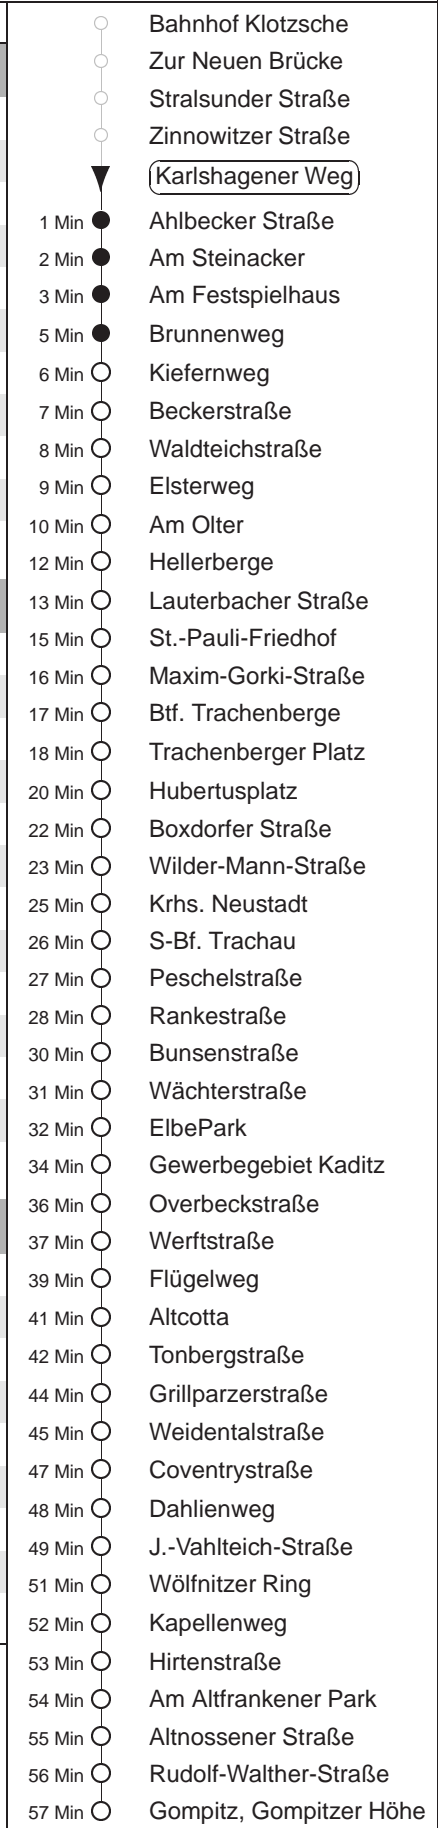 Bahnhof Klotzsche
Zur Neuen Brücke
Stralsunder Straße
Zinnowitzer Straße
Karlshagener Weg
1 Min Ahlbecker Straße
2 Min Am Steinacker
3 Min Am Festspielhaus
5 Min Brunnenweg
6 Min Kiefernweg
7 Min Beckerstraße
8 Min Waldteichstraße
9 Min Elsterweg
10 Min Am Olter
12 Min Hellerberge
13 Min Lauterbacher Straße
15 Min St.-Pauli-Friedhof
16 Min Maxim-Gorki-Straße
17 Min Btf. Trachenberge
18 Min Trachenberger Platz
20 Min Hubertusplatz
22 Min Boxdorfer Straße
23 Min Wilder-Mann-Straße
25 Min Krhs. Neustadt
26 Min S-Bf. Trachau
27 Min Peschelstraße
28 Min Rankestraße
30 Min Bunsenstraße
31 Min Wächterstraße
32 Min ElbePark
34 Min Gewerbegebiet Kaditz
36 Min Overbeckstraße
37 Min Werftstraße
39 Min Flügelweg
41 Min Altcotta
42 Min Tonbergstraße
44 Min Grillparzerstraße
45 Min Weidentalstraße
47 Min Coventrystraße
48 Min Dahlienweg
49 Min J.-Vahlteich-Straße
51 Min Wölfnitzer Ring
52 Min Kapellenweg
53 Min Hirtenstraße
54 Min Am Altfrankener Park
55 Min Altnossener Straße
56 Min Rudolf-Walther-Straße
57 Min Gompitz, Gompitzer Höhe